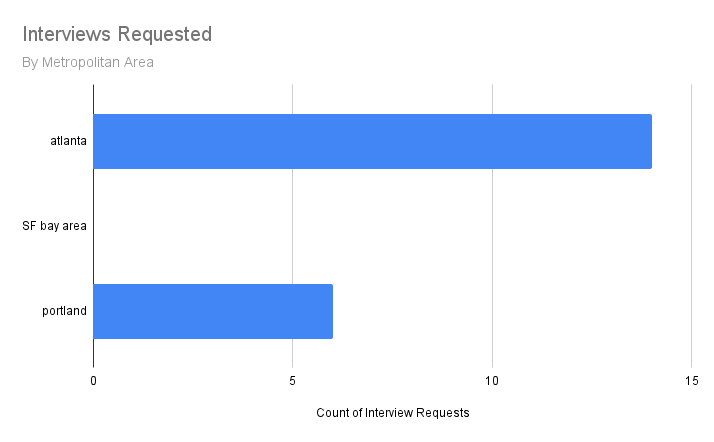 Interviews Requested
By Metropolitan Area
atlanta
SF bay area
portland
0 5 10 15
Count of Interview Requests